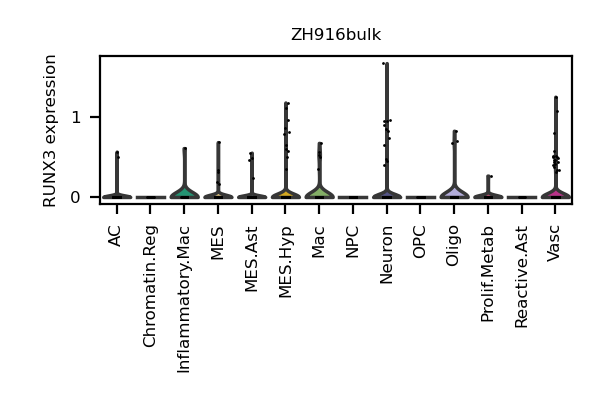 ZH916bulk
RUNX3 expression
1
0
AC
Chromatin.Reg
Inflammatory.Mac
MES
MES.Ast
MES.Hyp
Mac
NPC
Neuron
OPC
Oligo
Prolif.Metab
Reactive.Ast
Vasc